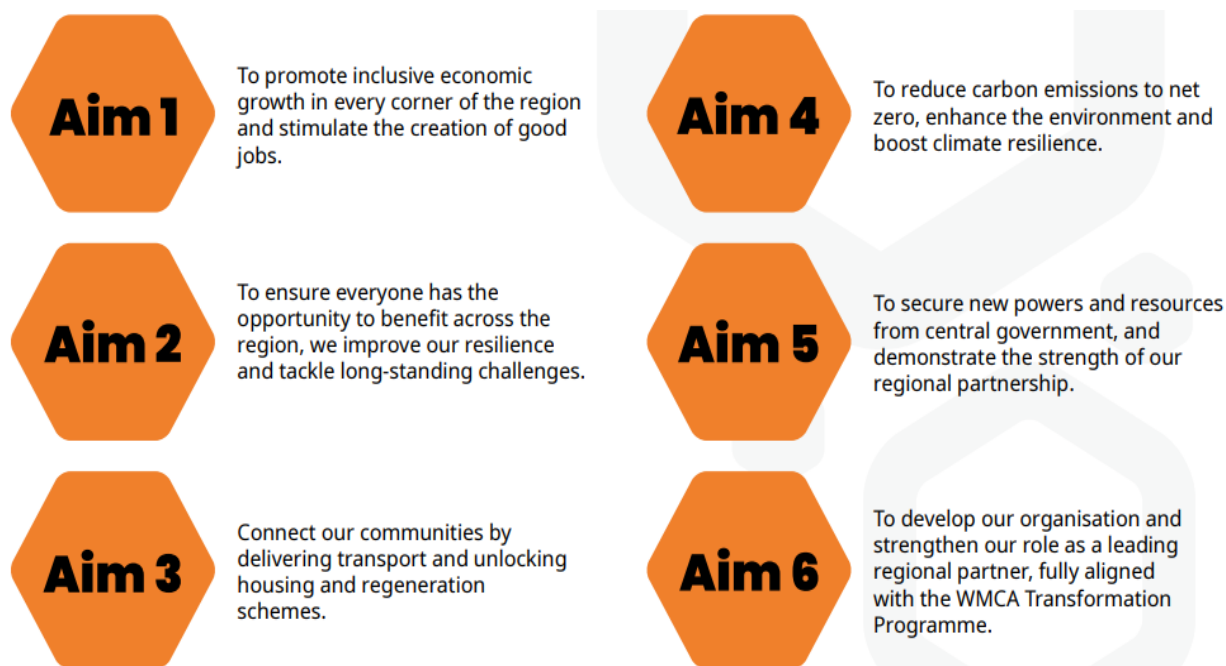 Aim 1
To promote inclusive economic
growth in every corner of the region
and stimulate the creation of good
jobs.
Aim 2
To ensure everyone has the
opportunity to benefit across the
region, we improve our resilience
and tackle long-standing challenges.
Aim 3
Connect our communities by
delivering transport and unlocking
housing and regeneration
schemes.
Aim 4
To reduce carbon emissions to net
zero, enhance the environment and
boost climate resilience.
Aim 5
To secure new powers and resources
from central government, and
demonstrate the strength of our
regional partnership.
Aim 6
To develop our organisation and
strengthen our role as a leading
regional partner, fully aligned
with the WMCA Transformation
Programme.